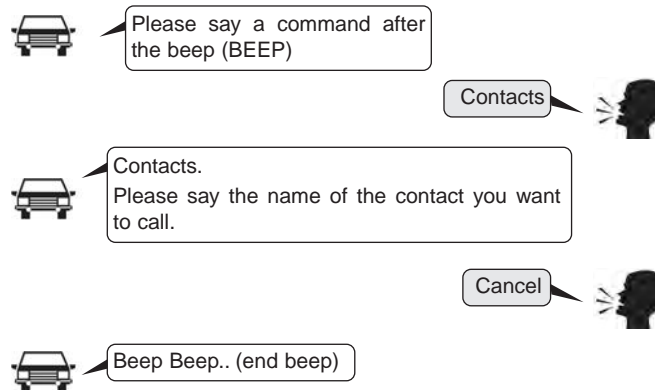 Please say a command after
the beep (BEEP)
Contacts
Contacts.
Please say the name of the contact you want
to call.
Cancel
Beep Beep.. (end beep)